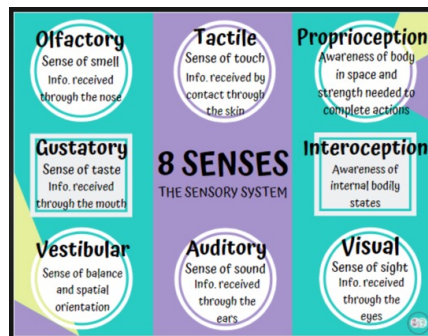 Olfactory
Sense of smell
Info. received
through the nose
Tactile
Sense of touch
Info. received by
contact through
the skin
Proprioception
Awareness of body
in space and
strength needed to
complete actions
Gustatory
Sense of taste
Info. received
through the mouth
8 SENSES
THE SENSORY SYSTEM
Interoception
Awareness of
internal bodily
states
Vestibular
Sense of balance
and spatial
orientation
Auditory
Sense of sound
Info. received
through the
ears
Visual
Sense of sight
Info. received
through the
eyes